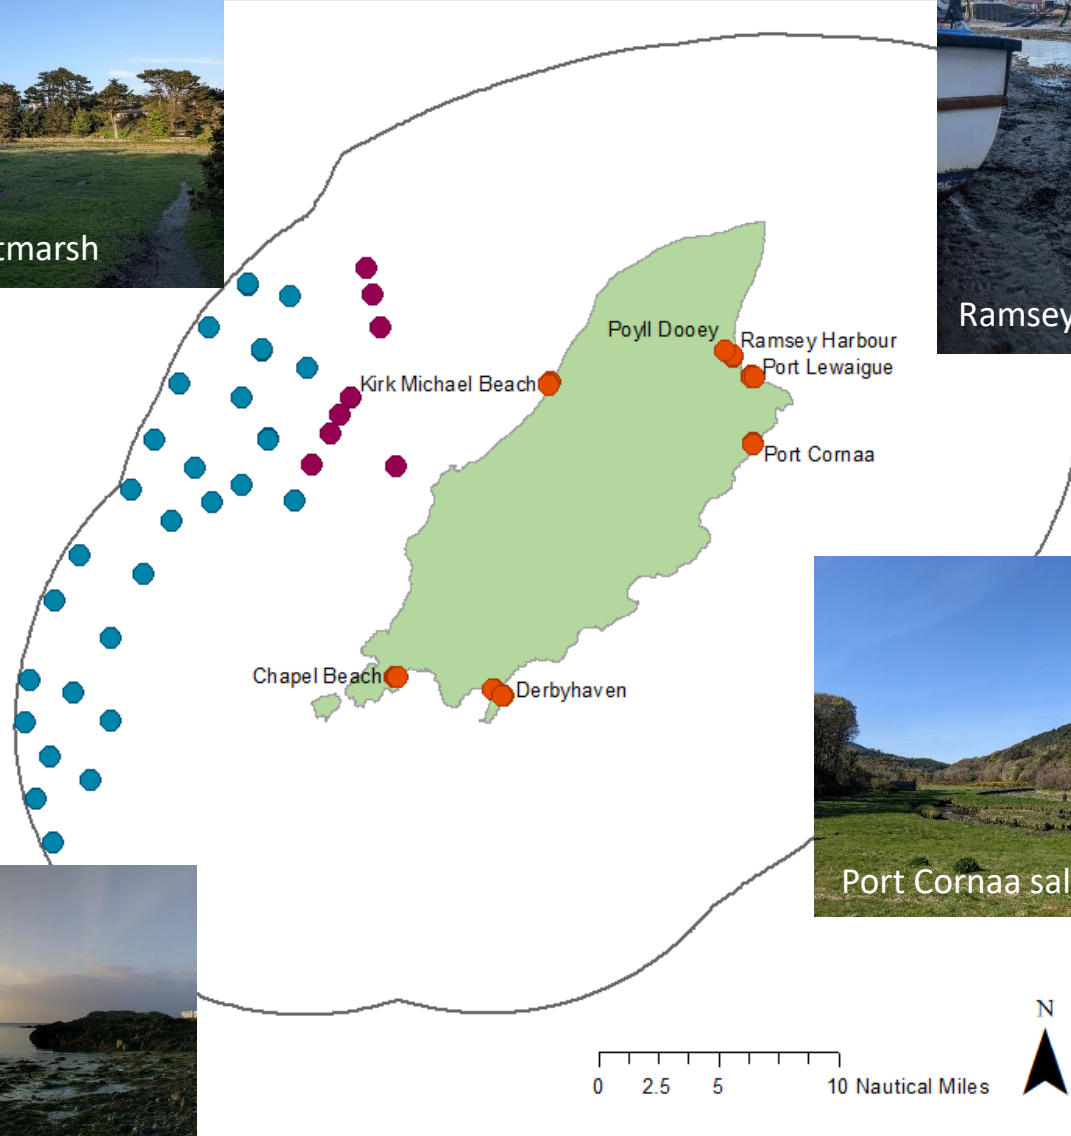 tmarsh
Ramsey
Poyll Dooey
Ramsey Harbour
Port Lewaigue
Kirk Michael Beach
Port Cornaa
Chapel Beach
Derbyhaven
Port Cornaa sal
N
0 2.5 5 10 Nautical Miles